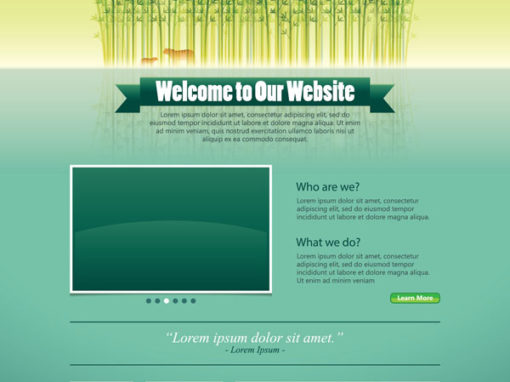 Welcome to Our Website
Lorem ipsum dolor sit amet, consectetur
adipiscing elit, sed do eiusmod tempor incididunt ut labore et dolore magna aliqua. Ut enim
ad minim veniam, quis nostrud exercitation ullamco laboris nisi ut
aliquip ex ea commodo consequat.
Who are we?
Lorem ipsum dolor sit amet, consectetur
adipiscing elit, sed do eiusmod tempor
incididunt ut labore et dolore magna aliqua.
What we do?
Lorem ipsum dolor sit amet, consectetur
adipiscing elit, sed do eiusmod tempor
incididunt ut labore et dolore magna aliqua. Ut
enim ad minim veniam
Learn More
“Lorem ipsum dolor sit amet.”
- Lorem Ipsum -